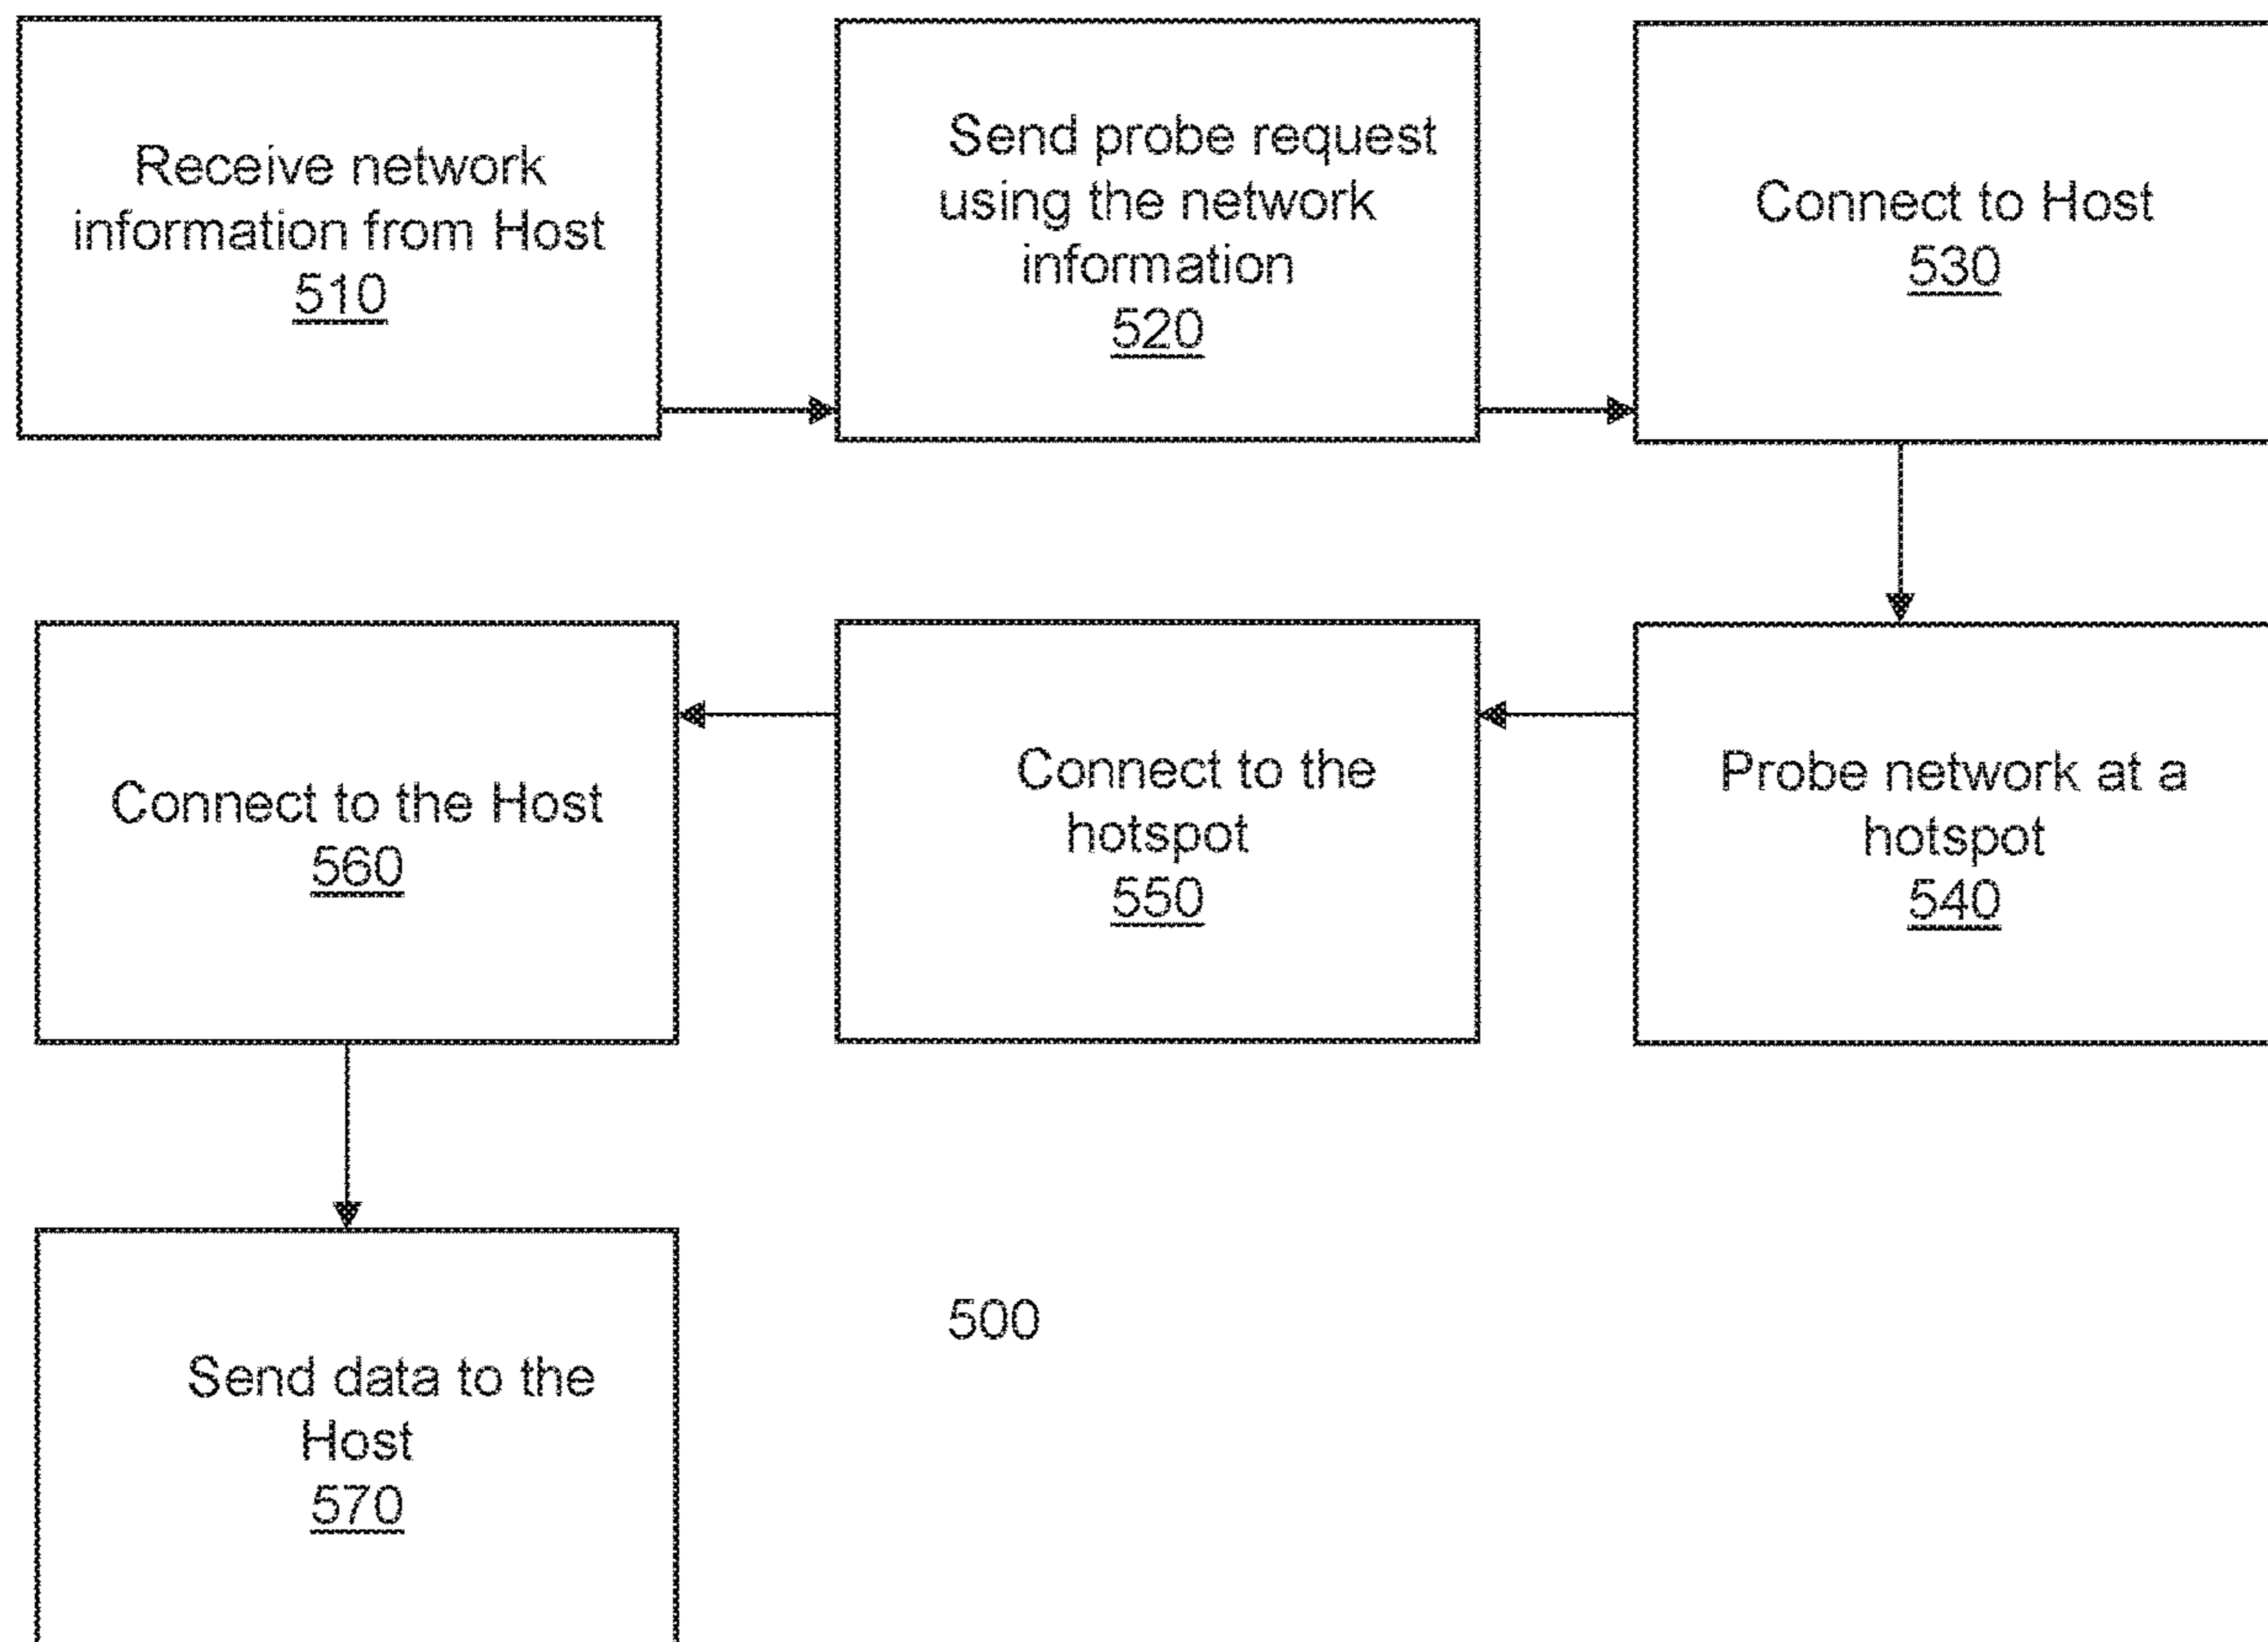 Receive network
information from Host
510
Send probe request
using the network
information
520
Connect to Host
530
Connect to the Host
560
Connect to the
hotspot
550
Probe network at a
hotspot
540
Send data to the
Host
570
500